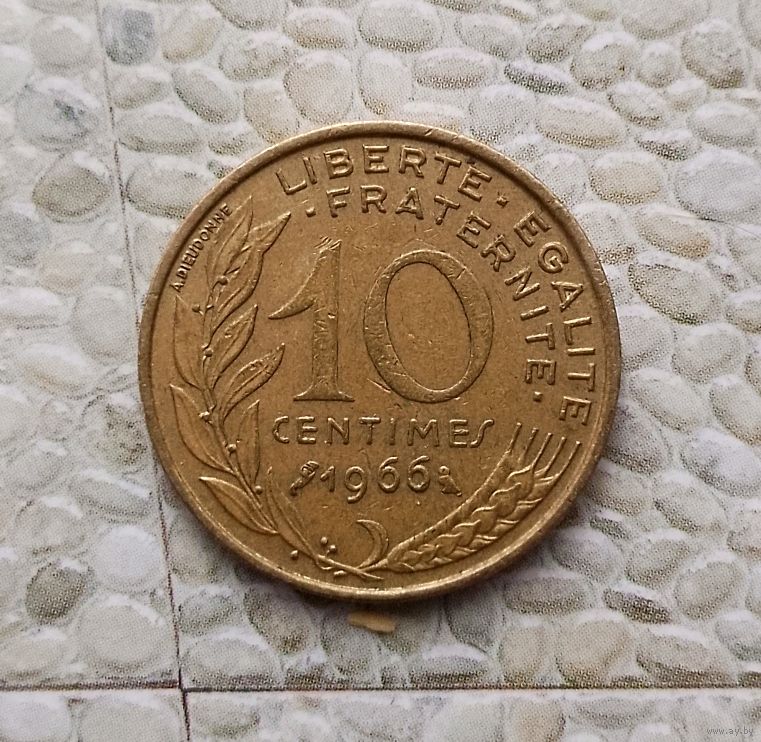 LIBERTE · EGALITE
· FRATERNITE ·
A.DIEUDONNE
10
CENTIMES
1966
www.ay.by